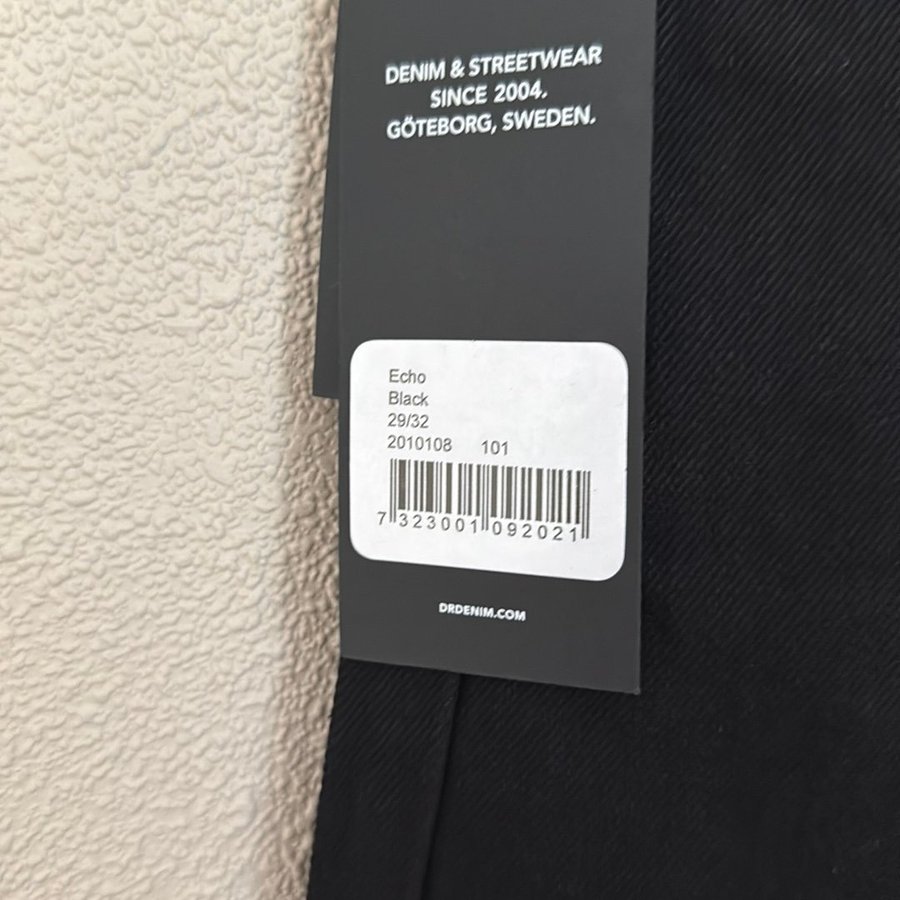 DENIM & STREETWEAR
SINCE 2004.
GÖTEBORG, SWEDEN.
Echo
Black
29/32
2010108 101
7 323001 092021
DRDENIM.COM